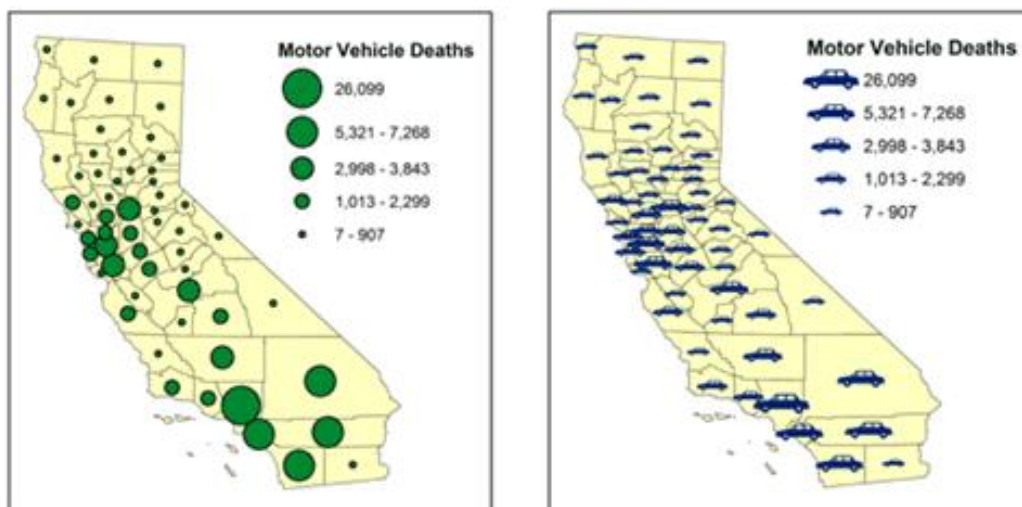 Motor Vehicle Deaths
26,099
5,321 - 7,268
2,998 - 3,843
1,013 - 2,299
7 - 907
Motor Vehicle Deaths
26,099
5,321 - 7,268
2,998 - 3,843
1,013 - 2,299
7 - 907